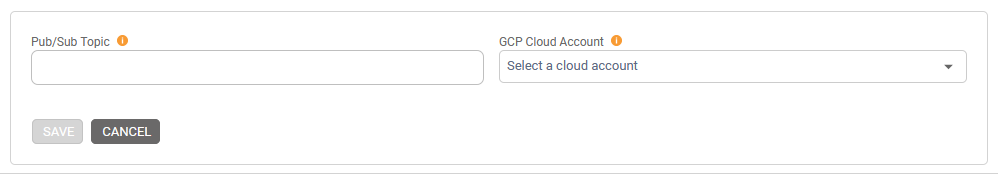 Pub/Sub Topic
GCP Cloud Account
Select a cloud account
SAVE
CANCEL